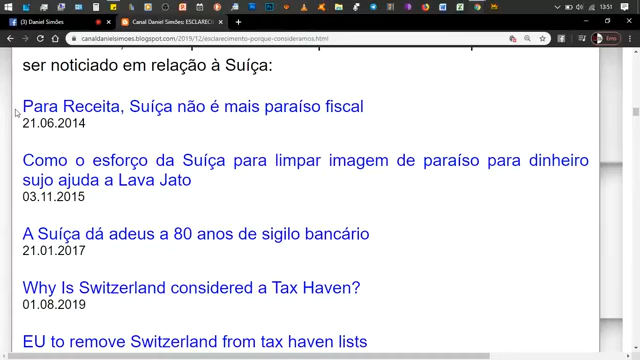 (3) Daniel Simões
Canal Daniel Simões: ESCLARECI
13:51
canaldanielsimoes.blogspot.com/2019/12/esclarecimento-porque-consideramos.html
Erro
ser noticiado em relação à Suíça:
Para Receita, Suíça não é mais paraíso fiscal
21.06.2014
Como o esforço da Suíça para limpar imagem de paraíso para dinheiro
sujo ajuda a Lava Jato
03.11.2015
A Suíça dá adeus a 80 anos de sigilo bancário
21.01.2017
Why Is Switzerland considered a Tax Haven?
01.08.2019
EU to remove Switzerland from tax haven lists